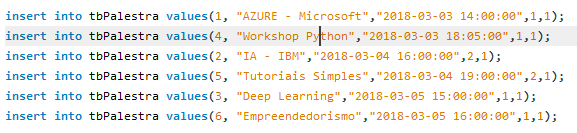 insert into tbPalestra values(1, "AZURE - Microsoft","2018-03-03 14:00:00",1,1);
insert into tbPalestra values(4, "Workshop Python","2018-03-03 18:05:00",1,1);
insert into tbPalestra values(2, "IA - IBM","2018-03-04 16:00:00",2,1);
insert into tbPalestra values(5, "Tutoriais Simples","2018-03-04 19:00:00",2,1);
insert into tbPalestra values(3, "Deep Learning","2018-03-05 15:00:00",1,1);
insert into tbPalestra values(6, "Empreendedorismo","2018-03-05 16:00:00",1,1);